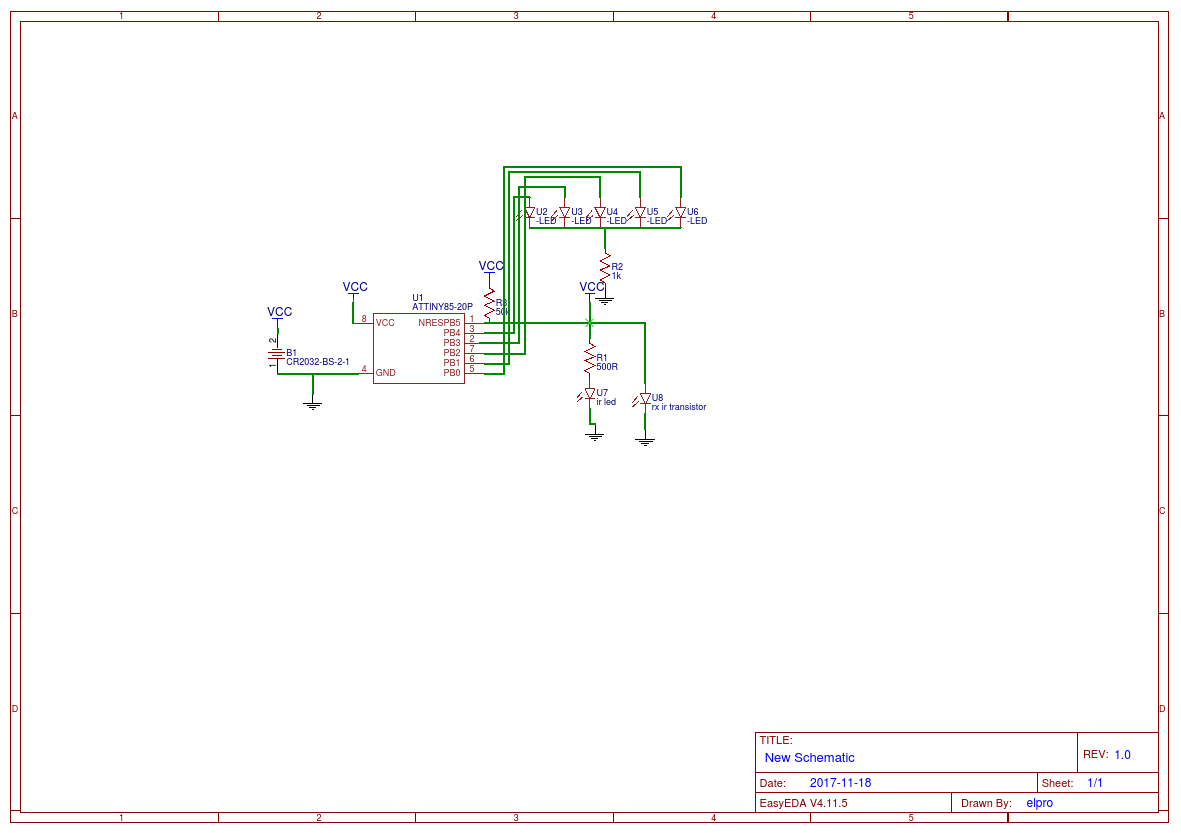 1 2 3 4 5
A A
U2 U3 U4 U5 U6
-LED -LED -LED -LED -LED
VCC
R2
1k
VCC VCC
U1
ATTINY85-20P
R3
50k
VCC
B B
8 VCC NRESPB5 1
PB4 3
PB3 2
PB2 7
PB1 6
4 GND PB0 5
2
B1
CR2032-BS-2-1
1
R1
500R
U7
ir led
U8
rx ir transistor
C C
D D
TITLE:
New Schematic
REV: 1.0
Date: 2017-11-18
Sheet: 1/1
EasyEDA V4.11.5
Drawn By: elpro
1 2 3 4 5